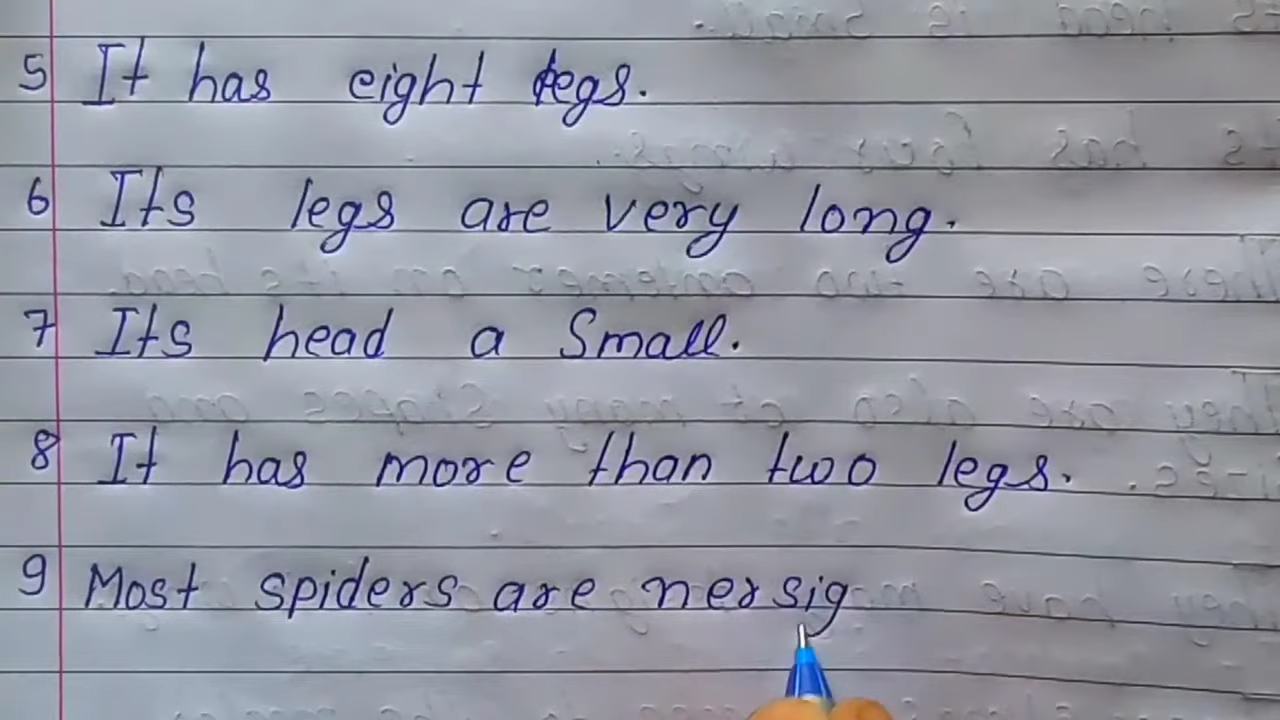 5 It has eight legs.
6 Its legs are very long.
7 Its head a Small.
8 It has more than two legs.
9 Most spiders are nersig